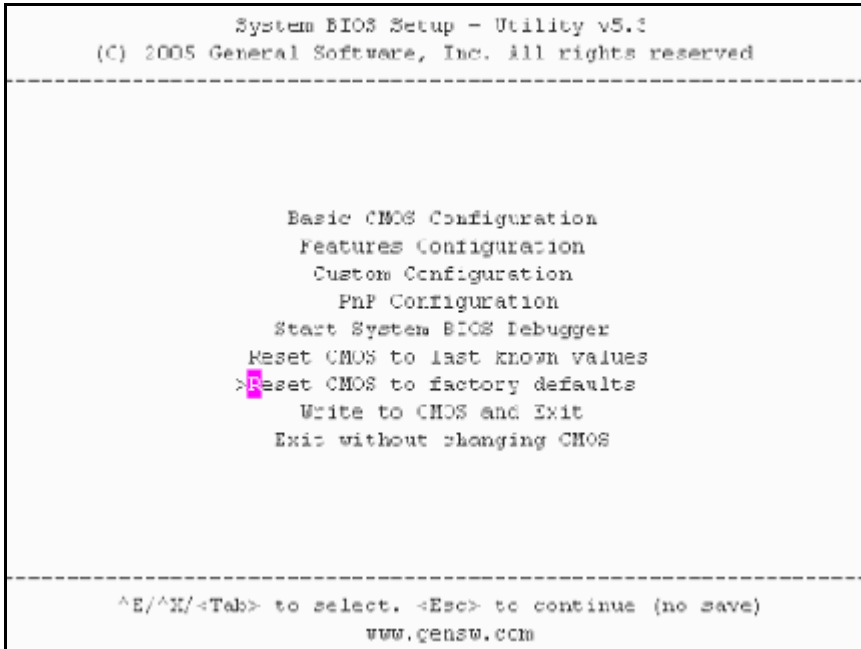 System BIOS Setup - Utility v5.3
(C) 2005 General Software, Inc. All rights reserved
Basic CMOS Configuration
Features Configuration
Custom Configuration
PnP Configuration
Start System BIOS Debugger
Reset CMOS to last known values
>Reset CMOS to factory defaults
Write to CMOS and Exit
Exit without changing CMOS
^E/^X/<Tab> to select. <Esc> to continue (no save)
www.gensw.com